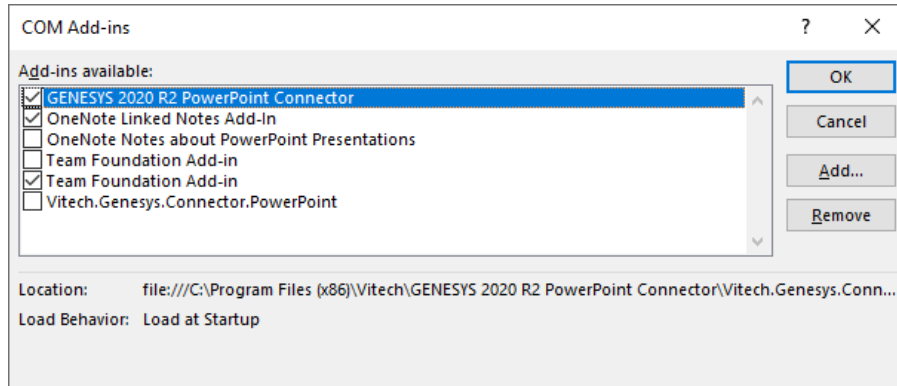 COM Add-ins
Add-ins available:
GENESYS 2020 R2 PowerPoint Connector
OneNote Linked Notes Add-In
OneNote Notes about PowerPoint Presentations
Team Foundation Add-in
Team Foundation Add-in
Vitech.Genesys.Connector.PowerPoint
OK
Cancel
Add...
Remove
Location: file:///C:\Program Files (x86)\Vitech\GENESYS 2020 R2 PowerPoint Connector\Vitech.Genesys.Conn...
Load Behavior: Load at Startup